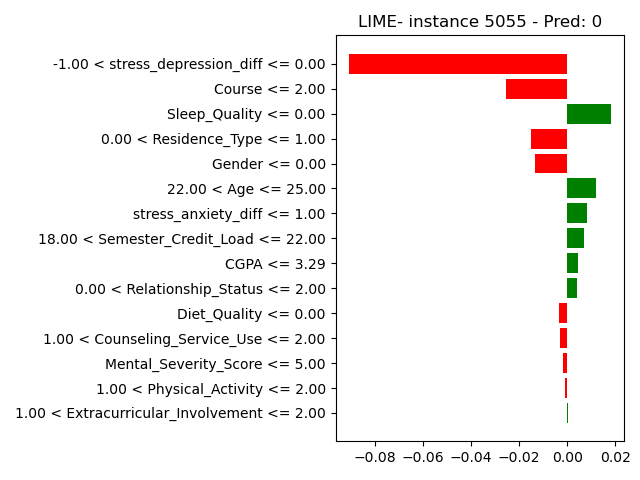 LIME- instance 5055 - Pred: 0
-1.00 < stress_depression_diff <= 0.00
Course <= 2.00
Sleep_Quality <= 0.00
0.00 < Residence_Type <= 1.00
Gender <= 0.00
22.00 < Age <= 25.00
stress_anxiety_diff <= 1.00
18.00 < Semester_Credit_Load <= 22.00
CGPA <= 3.29
0.00 < Relationship_Status <= 2.00
Diet_Quality <= 0.00
1.00 < Counseling_Service_Use <= 2.00
Mental_Severity_Score <= 5.00
1.00 < Physical_Activity <= 2.00
1.00 < Extracurricular_Involvement <= 2.00
−0.08 −0.06 −0.04 −0.02 0.00 0.02